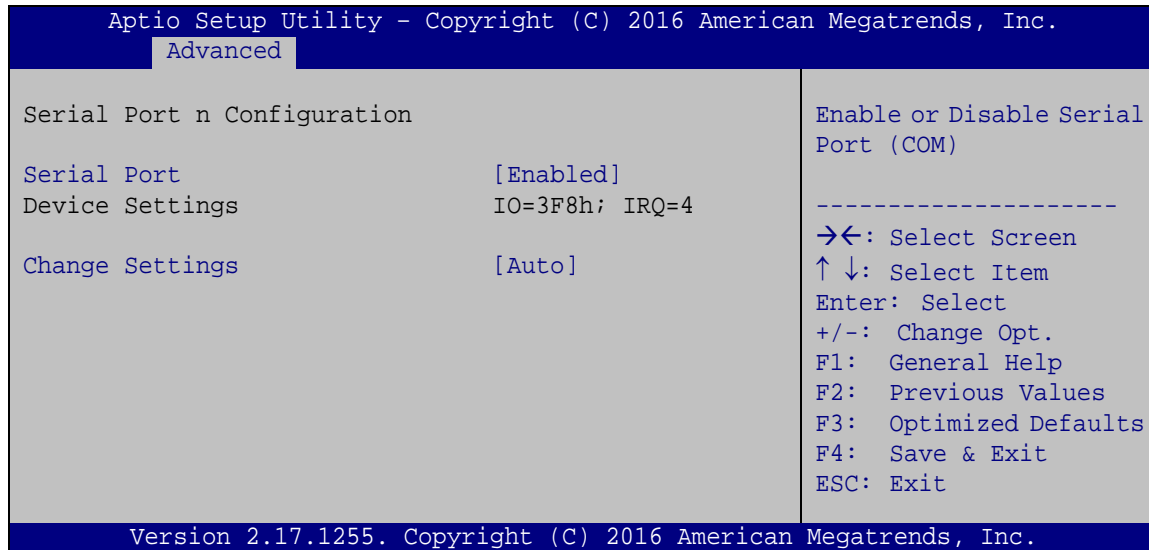 Aptio Setup Utility – Copyright (C) 2016 American Megatrends, Inc.
Advanced
Serial Port n Configuration
Serial Port [Enabled]
Device Settings IO=3F8h; IRQ=4
Change Settings [Auto]
Enable or Disable Serial
Port (COM)
---------------------
→←: Select Screen
↑ ↓: Select Item
Enter: Select
+/-: Change Opt.
F1: General Help
F2: Previous Values
F3: Optimized Defaults
F4: Save & Exit
ESC: Exit
Version 2.17.1255. Copyright (C) 2016 American Megatrends, Inc.